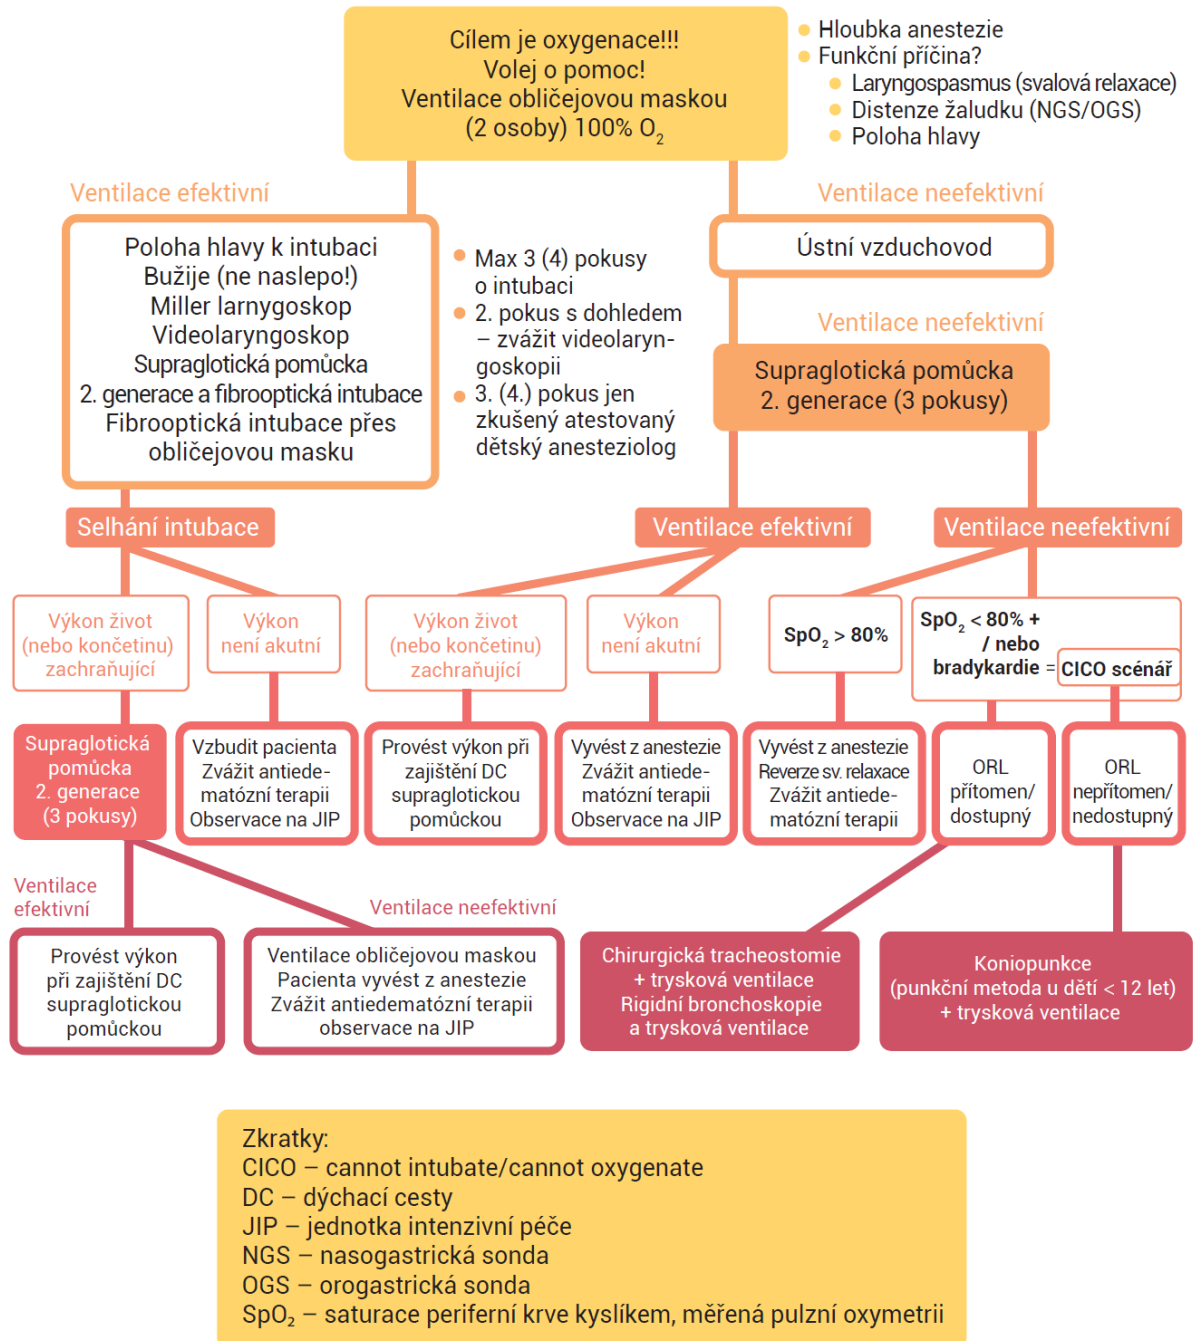 Cílem je oxygenace!!!
Volej o pomoc!
Ventilace obličejovou maskou
(2 osoby) 100% O₂
Hloubka anestezie
Funkční příčina?
Laryngospasmus (svalová relaxace)
Distenze žaludku (NGS/OGS)
Poloha hlavy
Ventilace efektivní
Poloha hlavy k intubaci
Bužije (ne naslepo!)
Miller larnygoskop
Videolaryngoskop
Supraglotická pomůcka
2. generace a fibrooptická intubace
Fibrooptická intubace přes
obličejovou masku
Max 3 (4) pokusy
o intubaci
2. pokus s dohledem
– zvážit videolaryn-
goskopii
3. (4.) pokus jen
zkušený atestovaný
dětský anesteziolog
Ventilace neefektivní
Ústní vzduchovod
Ventilace neefektivní
Supraglotická pomůcka
2. generace (3 pokusy)
Selhání intubace
Ventilace efektivní
Ventilace neefektivní
Výkon život
(nebo končetinu)
zachraňující
Výkon
není akutní
Výkon život
(nebo končetinu)
zachraňující
Výkon
není akutní
SpO₂ > 80%
SpO₂ < 80% +
/ nebo
bradykardie = CICO scénář
Supraglotická
pomůcka
2. generace
(3 pokusy)
Vzbudit pacienta
Zvážit antiede-
matózní terapii
Observace na JIP
Provést výkon při
zajištění DC
supraglotickou
pomůckou
Vyvést z anestezie
Zvážit antiede-
matózní terapii
Observace na JIP
Vyvést z anestezie
Reverze sv. relaxace
Zvážit antiede-
matózní terapii
ORL
přítomen/
dostupný
ORL
nepřítomen/
nedostupný
Ventilace
efektivní
Ventilace neefektivní
Provést výkon
při zajištění DC
supraglotickou
pomůckou
Ventilace obličejovou maskou
Pacienta vyvést z anestezie
Zvážit antiedematózní terapii
observace na JIP
Chirurgická tracheostomie
+ trysková ventilace
Rigidní bronchoskopie
a trysková ventilace
Koniopunkce
(punkční metoda u dětí < 12 let)
+ trysková ventilace
Zkratky:
CICO – cannot intubate/cannot oxygenate
DC – dýchací cesty
JIP – jednotka intenzivní péče
NGS – nasogastrická sonda
OGS – orogastrická sonda
SpO₂ – saturace periferní krve kyslíkem, měřená pulzní oxymetrii